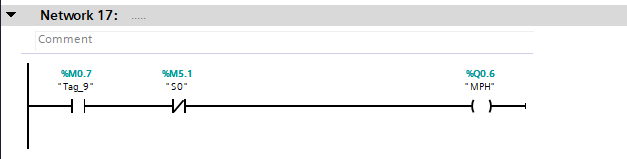 Network 17: .....
Comment
%M0.7 %M5.1 %Q0.6
"Tag_9" "S0" "MPH"